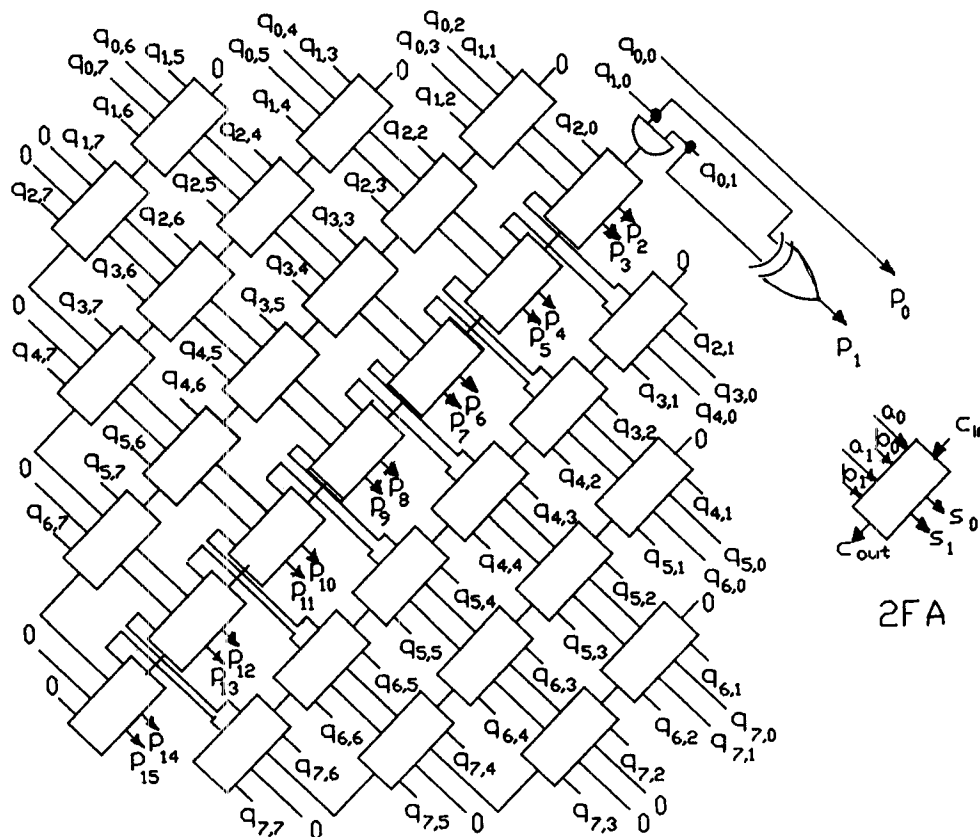 q0,6 q1,5 0
q0,4 q1,3 0
q0,2 q1,1 0
q0,0
q0,7
q0,5
q0,3
q1,0
q1,6 q2,4
q1,4 q2,2
q1,2 q2,0
q0,1
0 q1,7
0
q2,7
q2,5
q2,6
q2,3
q3,3
p2
p3
0
p0
p1
q3,6
q3,4
q3,7
q3,5
0
q4,7
q4,5
q4,6
p4
p5
q2,1
q3,0
q3,1 q4,0
p6
p7
q3,2
0
q5,6
q5,7
q4,2
0
q6,7
p8
p9
q4,3
q4,1
q4,4
q5,1 q5,0
q6,0
p10
p11
q5,4
q5,2
0
0
0
p12
p13
q5,5
q6,5
q5,3
q6,3
q6,1
q7,0
q7,1
q6,2
p14
p15
q6,6
q7,6
q6,4
q7,4
q7,2
q7,7 0
q7,5 0
q7,3 0 0
a0
b0
a1
b1
s0
s1
cout
2FA